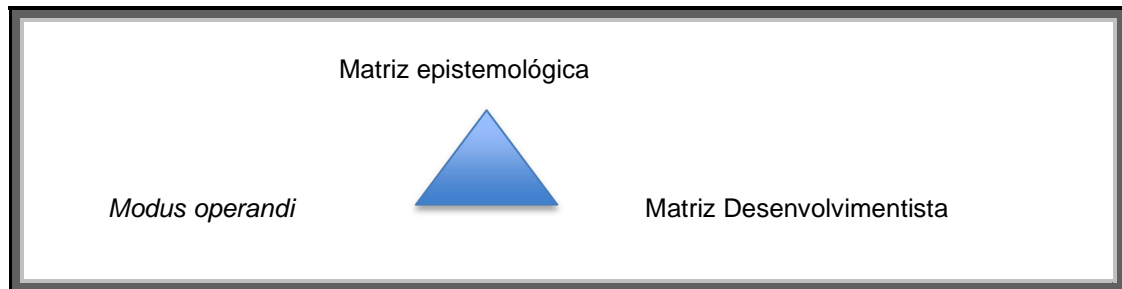 Matriz epistemológica
Modus operandi
Matriz Desenvolvimentista